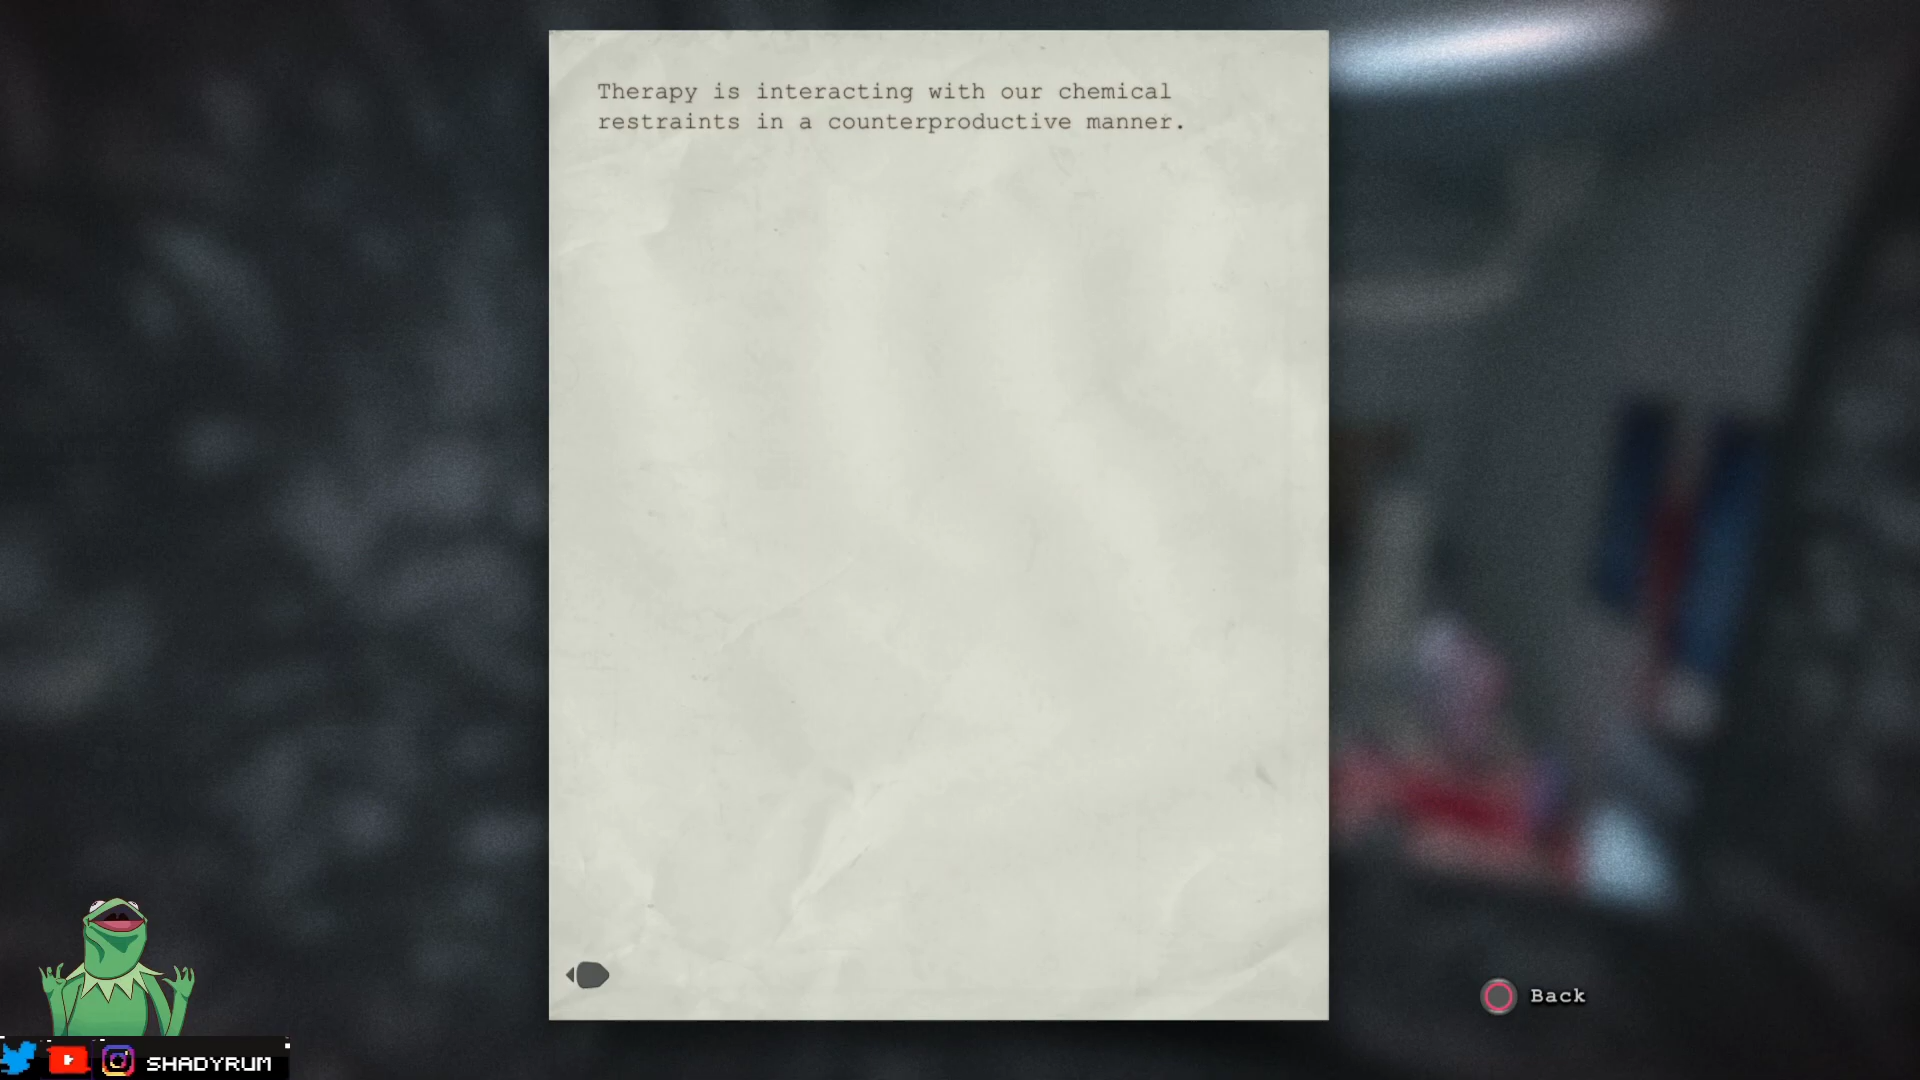 Therapy is interacting with our chemical
restraints in a counterproductive manner.
Back
SHADYRUM